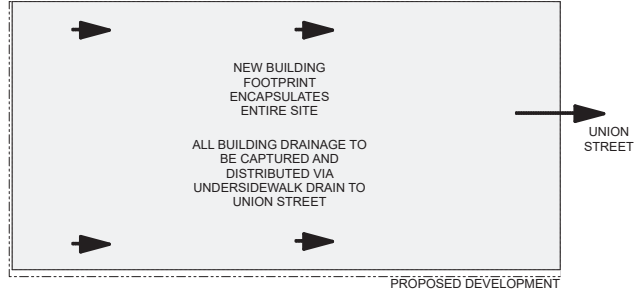 NEW BUILDING
FOOTPRINT
ENCAPSULATES
ENTIRE SITE
ALL BUILDING DRAINAGE TO
BE CAPTURED AND
DISTRIBUTED VIA
UNDERSIDEWALK DRAIN TO
UNION STREET
UNION
STREET
PROPOSED DEVELOPMENT